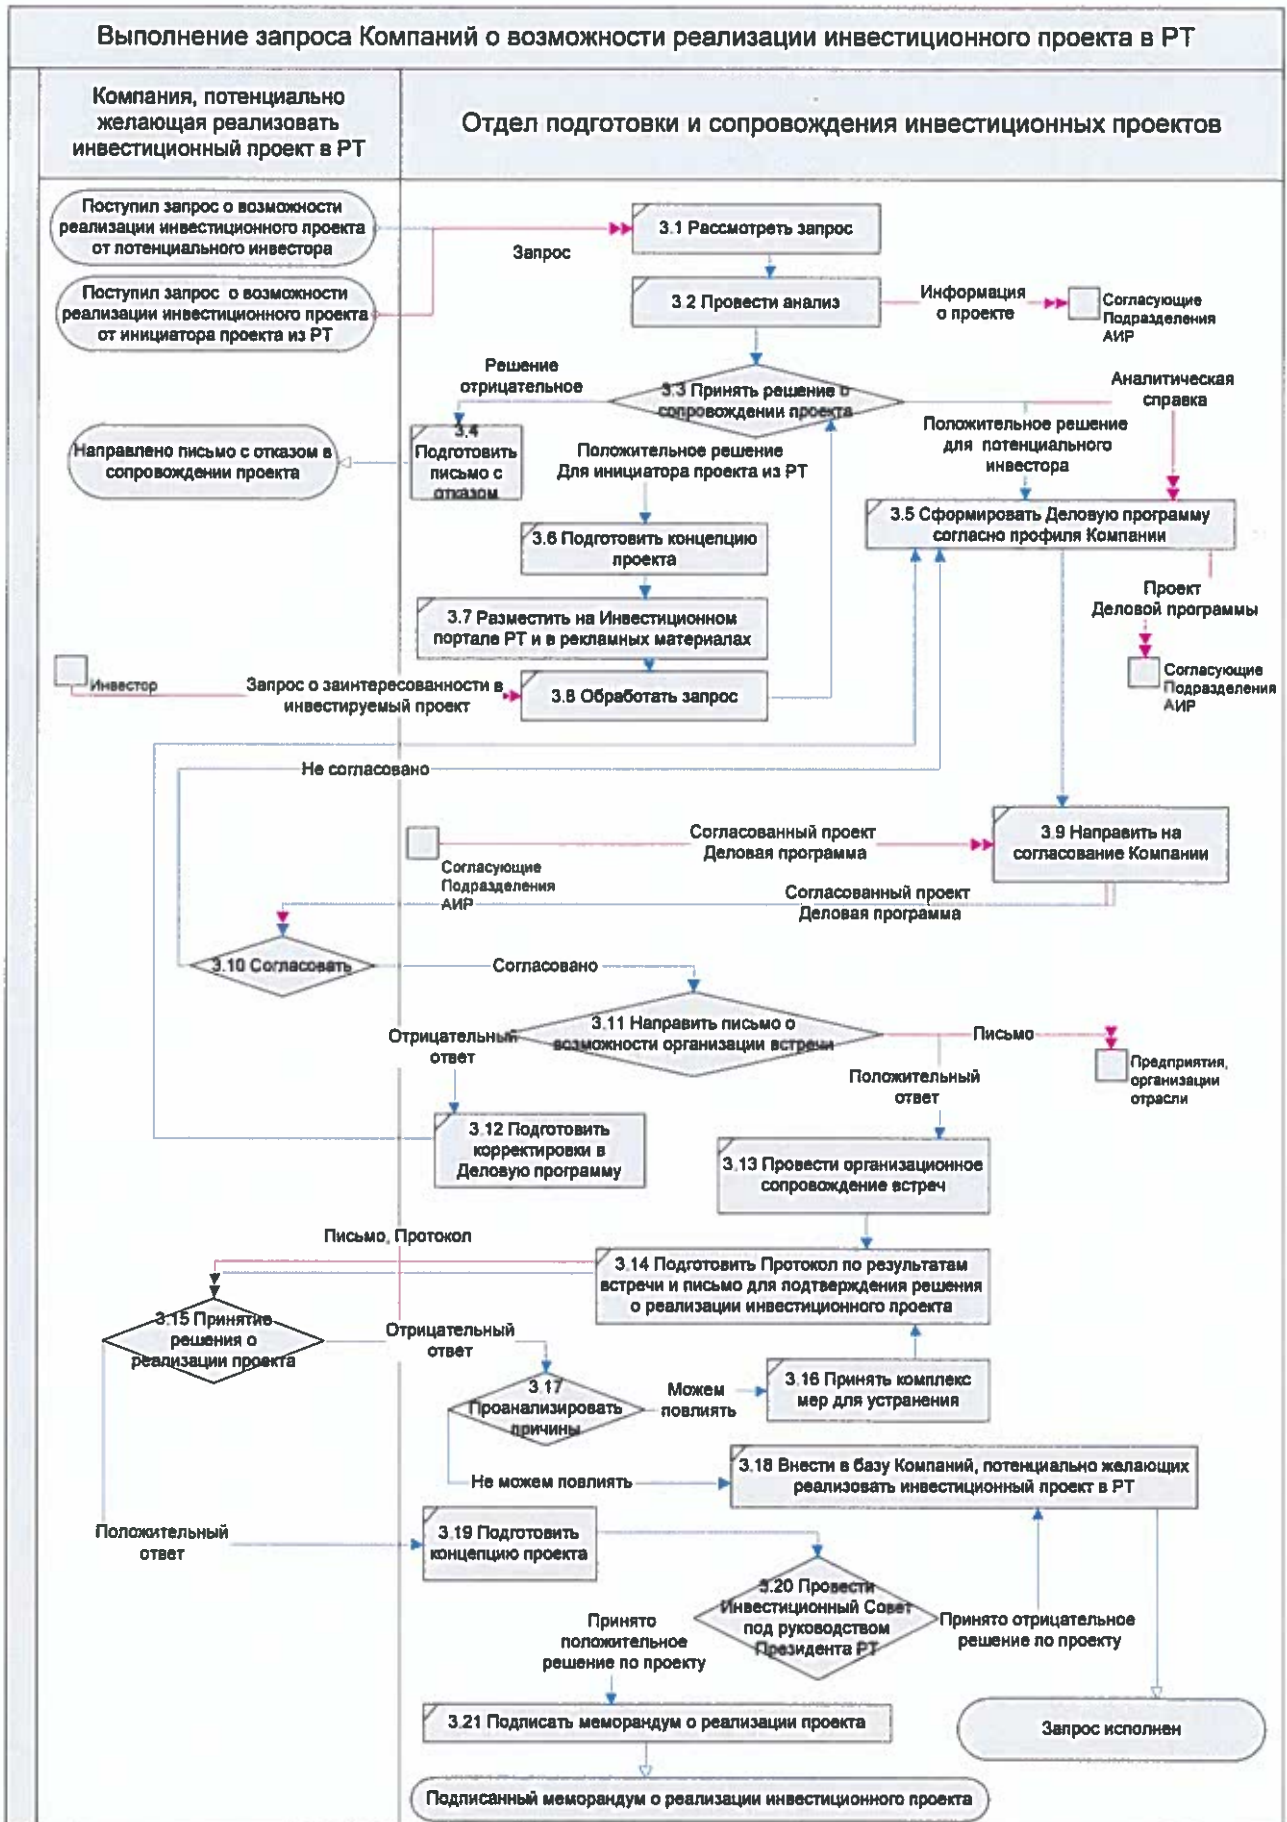 Выполнение запроса Компаний о возможности реализации инвестиционного проекта в РТ
Компания, потенциально
желающая реализовать
инвестиционный проект в РТ
Отдел подготовки и сопровождения инвестиционных проектов
Поступил запрос о возможности
реализации инвестиционного проекта
от потенциального инвестора
Запрос
3.1 Рассмотреть запрос
Поступил запрос о возможности
реализации инвестиционного проекта
от инициатора проекта из РТ
3.2 Провести анализ
Информация
о проекте
Согласующие
Подразделения
АИР
Решение
отрицательное
3.3 Принять решение о
сопровождении проекта
Аналитическая
справка
Направлено письмо с отказом в
сопровождении проекта
3.4
Подготовить
письмо с
отказом
Положительное решение
Для инициатора проекта из РТ
Положительное решение
для потенциального
инвестора
3.5 Сформировать Деловую программу
согласно профиля Компании
3.6 Подготовить концепцию
проекта
Проект
Деловой программы
3.7 Разместить на Инвестиционном
портале РТ и в рекламных материалах
Согласующие
Подразделения
АИР
Инвестор
Запрос о заинтересованности в
инвестируемый проект
3.8 Обработать запрос
Не согласовано
Согласующие
Подразделения
АИР
Согласованный проект
Деловая программа
3.9 Направить на
согласование Компании
Согласованный проект
Деловая программа
3.10 Согласовать
Согласовано
Отрицательный
ответ
3.11 Направить письмо о
возможности организации встречи
Письмо
Предприятия,
организации
отрасли
Положительный
ответ
3.12 Подготовить
корректировки в
Деловую программу
3.13 Провести организационное
сопровождение встреч
Письмо, Протокол
3.14 Подготовить Протокол по результатам
встречи и письмо для подтверждения решения
о реализации инвестиционного проекта
3.15 Принятие
решения о
реализации проекта
Отрицательный
ответ
3.17
Проанализировать
причины
Можем
повлиять
3.16 Принять комплекс
мер для устранения
Не можем повлиять
3.18 Внести в базу Компаний, потенциально желающих
реализовать инвестиционный проект в РТ
Положительный
ответ
3.19 Подготовить
концепцию проекта
3.20 Провести
Инвестиционный Совет
под руководством
Президента РТ
Принято
положительное
решение по проекту
Принято отрицательное
решение по проекту
3.21 Подписать меморандум о реализации проекта
Запрос исполнен
Подписанный меморандум о реализации инвестиционного проекта